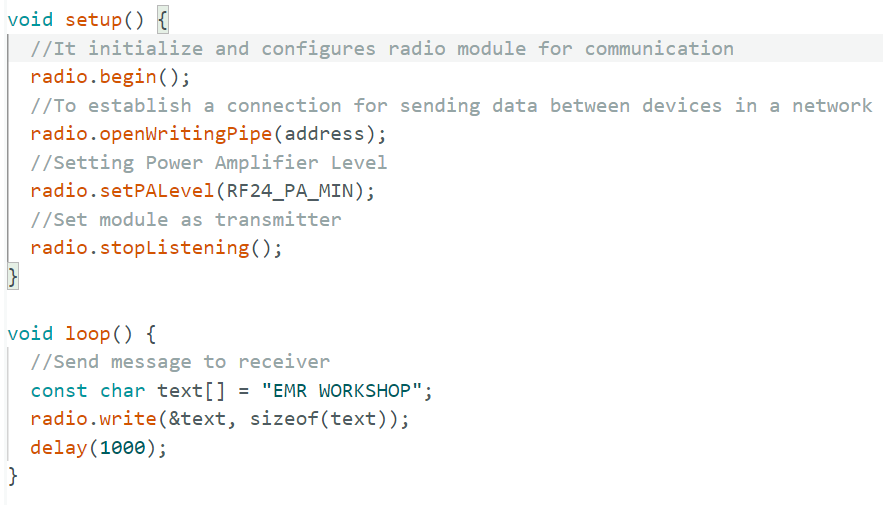 void setup() {
  //It initialize and configures radio module for communication
  radio.begin();
  //To establish a connection for sending data between devices in a network
  radio.openWritingPipe(address);
  //Setting Power Amplifier Level
  radio.setPALevel(RF24_PA_MIN);
  //Set module as transmitter
  radio.stopListening();
}
void loop() {
  //Send message to receiver
  const char text[] = "EMR WORKSHOP";
  radio.write(&text, sizeof(text));
  delay(1000);
}